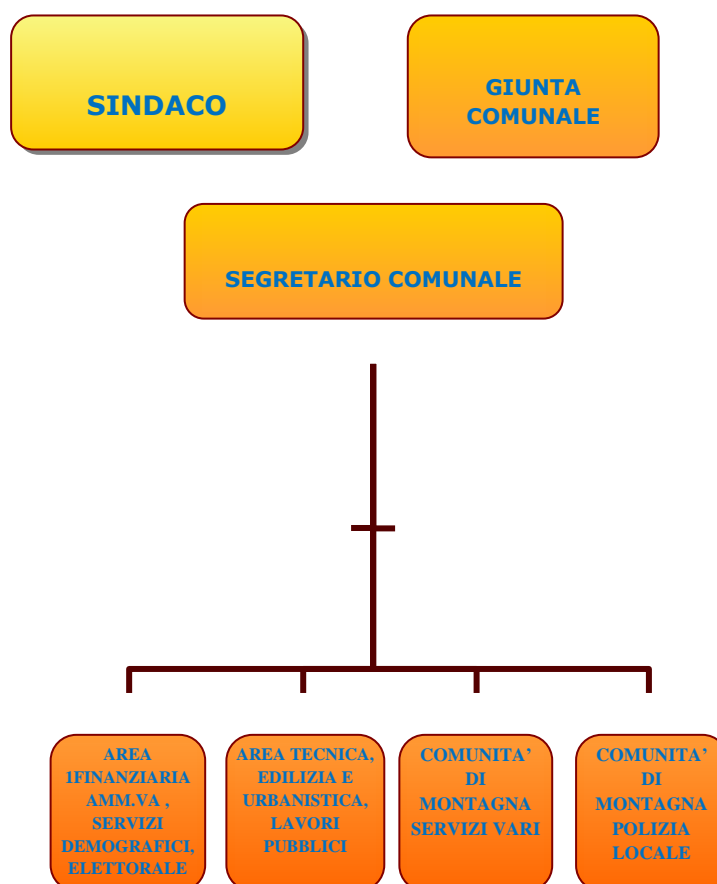 SINDACO
GIUNTA
COMUNALE
SEGRETARIO COMUNALE
AREA
1FINANZIARIA
AMM.VA ,
SERVIZI
DEMOGRAFICI,
ELETTORALE
AREA TECNICA,
EDILIZIA E
URBANISTICA,
LAVORI
PUBBLICI
COMUNITA’
DI
MONTAGNA
SERVIZI VARI
COMUNITA’
DI
MONTAGNA
POLIZIA
LOCALE